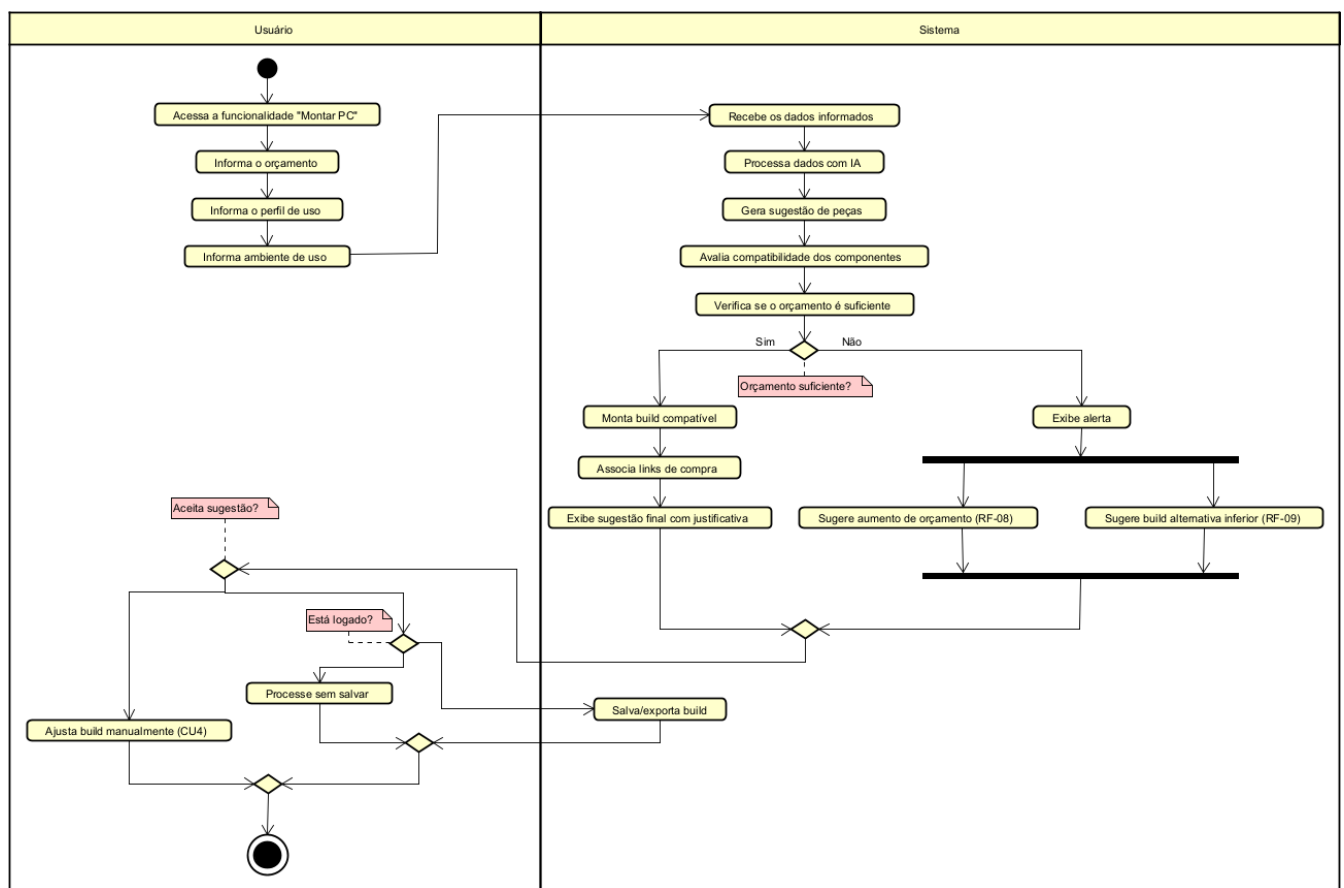 Usuário
Sistema
Acessa a funcionalidade "Montar PC"
Informa o orçamento
Informa o perfil de uso
Informa ambiente de uso
Recebe os dados informados
Processa dados com IA
Gera sugestão de peças
Avalia compatibilidade dos componentes
Verifica se o orçamento é suficiente
Sim
Não
Orçamento suficiente?
Monta build compatível
Exibe alerta
Associa links de compra
Exibe sugestão final com justificativa
Sugere aumento de orçamento (RF-08)
Sugere build alternativa inferior (RF-09)
Aceita sugestão?
Está logado?
Processe sem salvar
Salva/exporta build
Ajusta build manualmente (CU4)